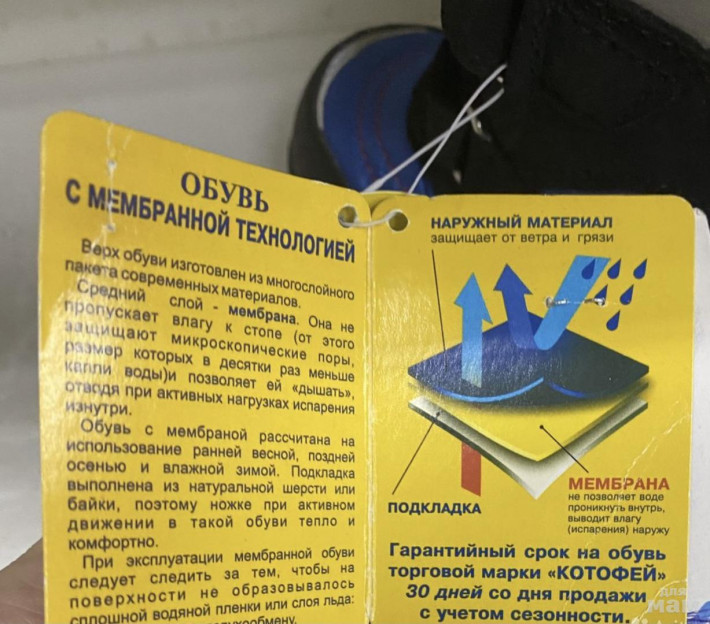 ОБУВЬ
С МЕМБРАННОЙ ТЕХНОЛОГИЕЙ
Верх обуви изготовлен из многослойного
пакета современных материалов.
Средний слой - мембрана. Она не
пропускает влагу к стопе (от этого
защищают микроскопические поры,
размер которых в десятки раз меньше
капли воды)и позволяет ей «дышать»,
отводя при активных нагрузках испарения
изнутри.
Обувь с мембраной рассчитана на
использование ранней весной, поздней
осенью и влажной зимой. Подкладка
выполнена из натуральной шерсти или
байки, поэтому ножке при активном
движении в такой обуви тепло и
комфортно.
При эксплуатации мембранной обуви
следует следить за тем, чтобы на
поверхности не образовывалось
сплошной водяной пленки или слоя льда:
НАРУЖНЫЙ МАТЕРИАЛ
защищает от ветра и грязи
ПОДКЛАДКА
МЕМБРАНА
не позволяет воде
проникнуть внутрь,
выводит влагу
(испарения) наружу
Гарантийный срок на обувь
торговой марки «КОТОФЕЙ»
30 дней со дня продажи
с учетом сезонности.
для